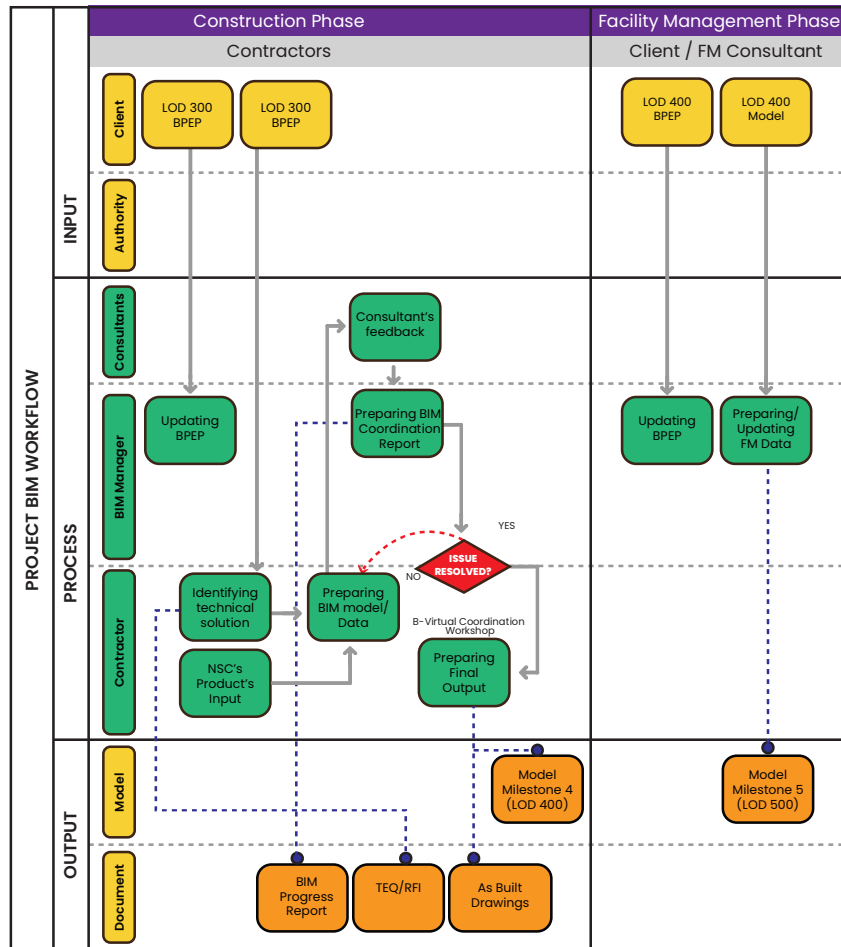 Construction Phase
Facility Management Phase
Contractors
Client / FM Consultant
PROJECT BIM WORKFLOW
INPUT
Client
LOD 300
BPEP
LOD 300
BPEP
LOD 400
BPEP
LOD 400
Model
Authority
PROCESS
Consultants
Consultant's
feedback
BIM Manager
Updating
BPEP
Preparing BIM
Coordination
Report
Updating
BPEP
Preparing/
Updating
FM Data
YES
ISSUE
RESOLVED?
NO
Contractor
Identifying
technical
solution
Preparing
BIM model/
Data
B-Virtual Coordination
Workshop
NSC's
Product's
Input
Preparing
Final
Output
OUTPUT
Model
Model
Milestone 4
(LOD 400)
Model
Milestone 5
(LOD 500)
Document
BIM
Progress
Report
TEQ/RFI
As Built
Drawings